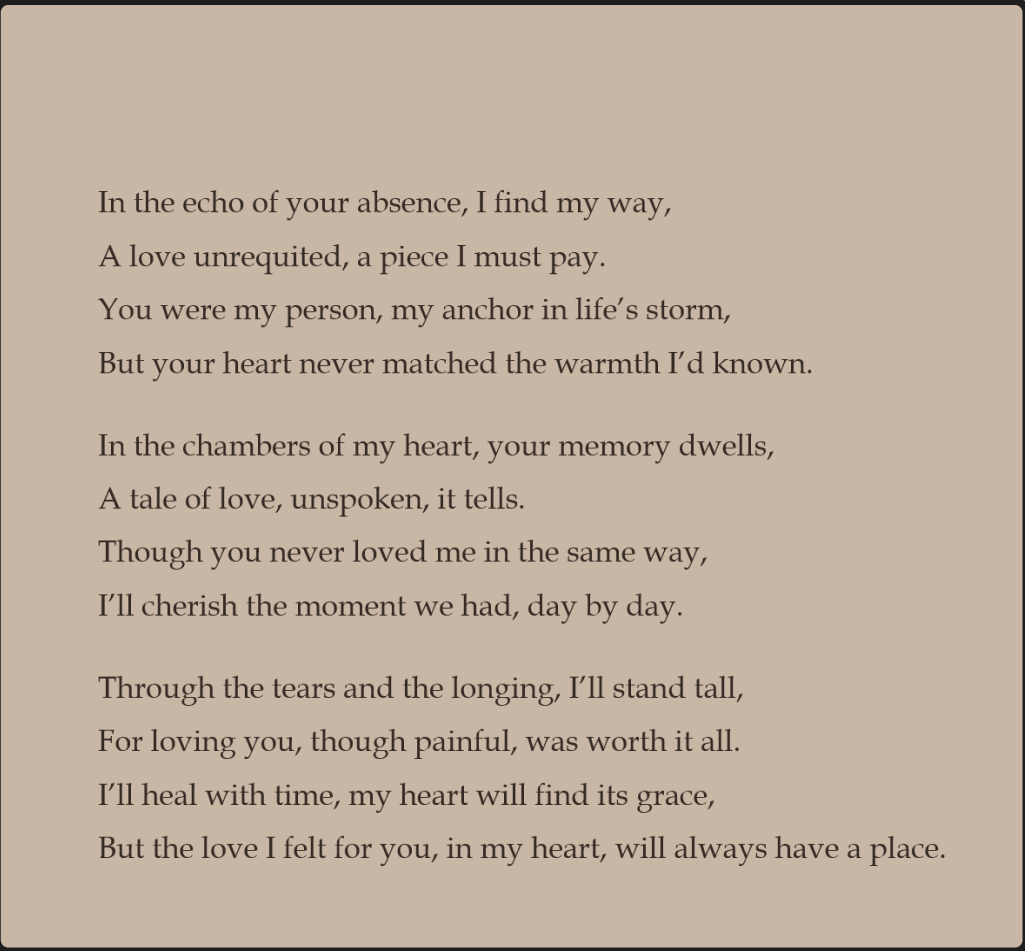 In the echo of your absence, I find my way,
A love unrequited, a piece I must pay.
You were my person, my anchor in life’s storm,
But your heart never matched the warmth I’d known.
In the chambers of my heart, your memory dwells,
A tale of love, unspoken, it tells.
Though you never loved me in the same way,
I’ll cherish the moment we had, day by day.
Through the tears and the longing, I’ll stand tall,
For loving you, though painful, was worth it all.
I’ll heal with time, my heart will find its grace,
But the love I felt for you, in my heart, will always have a place.